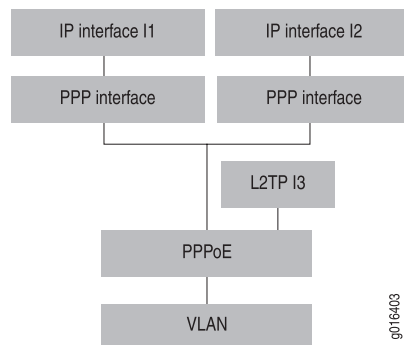 IP interface I1
IP interface I2
PPP interface
PPP interface
L2TP I3
PPPoE
VLAN
g016403